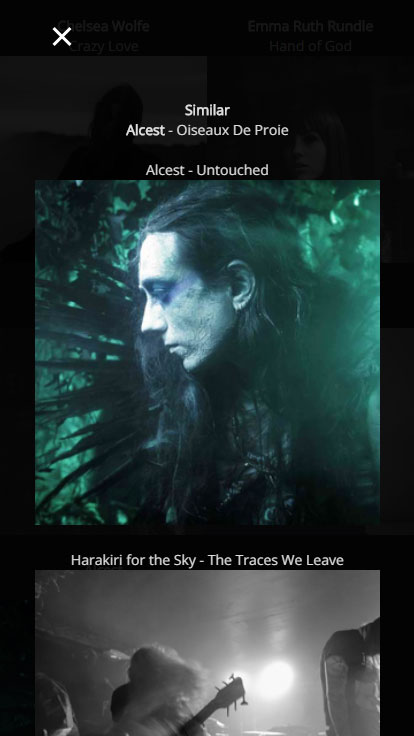 Chelsea Wolfe
Crazy Love
Emma Ruth Rundle
Hand of God
Similar
Alcest - Oiseaux De Proie
Alcest - Untouched
Harakiri for the Sky - The Traces We Leave